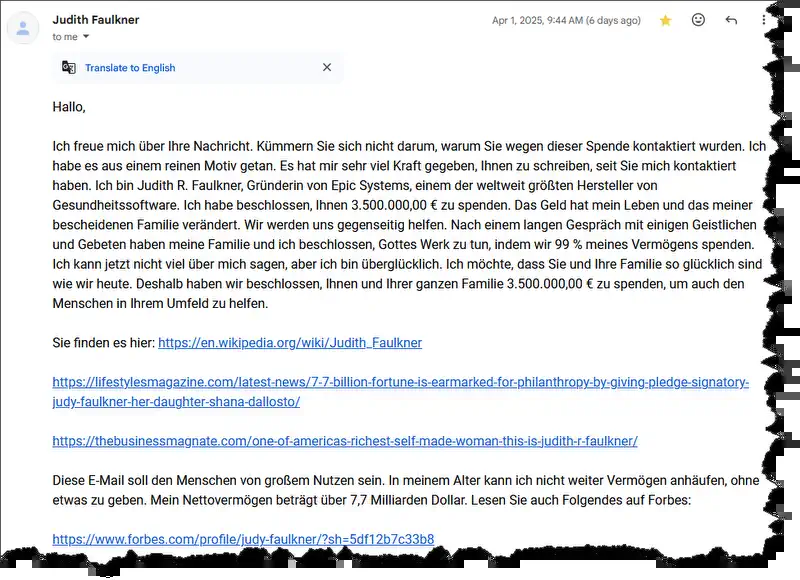 Judith Faulkner
Apr 1, 2025, 9:44 AM (6 days ago)
to me
Translate to English
Hallo,
Ich freue mich über Ihre Nachricht. Kümmern Sie sich nicht darum, warum Sie wegen dieser Spende kontaktiert wurden. Ich
habe es aus einem reinen Motiv getan. Es hat mir sehr viel Kraft gegeben, Ihnen zu schreiben, seit Sie mich kontaktiert
haben. Ich bin Judith R. Faulkner, Gründerin von Epic Systems, einem der weltweit größten Hersteller von
Gesundheitssoftware. Ich habe beschlossen, Ihnen 3.500.000,00 € zu spenden. Das Geld hat mein Leben und das meiner
bescheidenen Familie verändert. Wir werden uns gegenseitig helfen. Nach einem langen Gespräch mit einigen Geistlichen
und Gebeten haben meine Familie und ich beschlossen, Gottes Werk zu tun, indem wir 99 % meines Vermögens spenden.
Ich kann jetzt nicht viel über mich sagen, aber ich bin überglücklich. Ich möchte, dass Sie und Ihre Familie so glücklich sind
wie wir heute. Deshalb haben wir beschlossen, Ihnen und Ihrer ganzen Familie 3.500.000,00 € zu spenden, um auch den
Menschen in Ihrem Umfeld zu helfen.
Sie finden es hier: https://en.wikipedia.org/wiki/Judith_Faulkner
https://lifestylesmagazine.com/latest-news/7-7-billion-fortune-is-earmarked-for-philanthropy-by-giving-pledge-signatory-
judy-faulkner-her-daughter-shana-dallosto/
https://thebusinessmagnate.com/one-of-americas-richest-self-made-woman-this-is-judith-r-faulkner/
Diese E-Mail soll den Menschen von großem Nutzen sein. In meinem Alter kann ich nicht weiter Vermögen anhäufen, ohne
etwas zu geben. Mein Nettovermögen beträgt über 7,7 Milliarden Dollar. Lesen Sie auch Folgendes auf Forbes:
https://www.forbes.com/profile/judy-faulkner/?sh=5df12b7c33b8